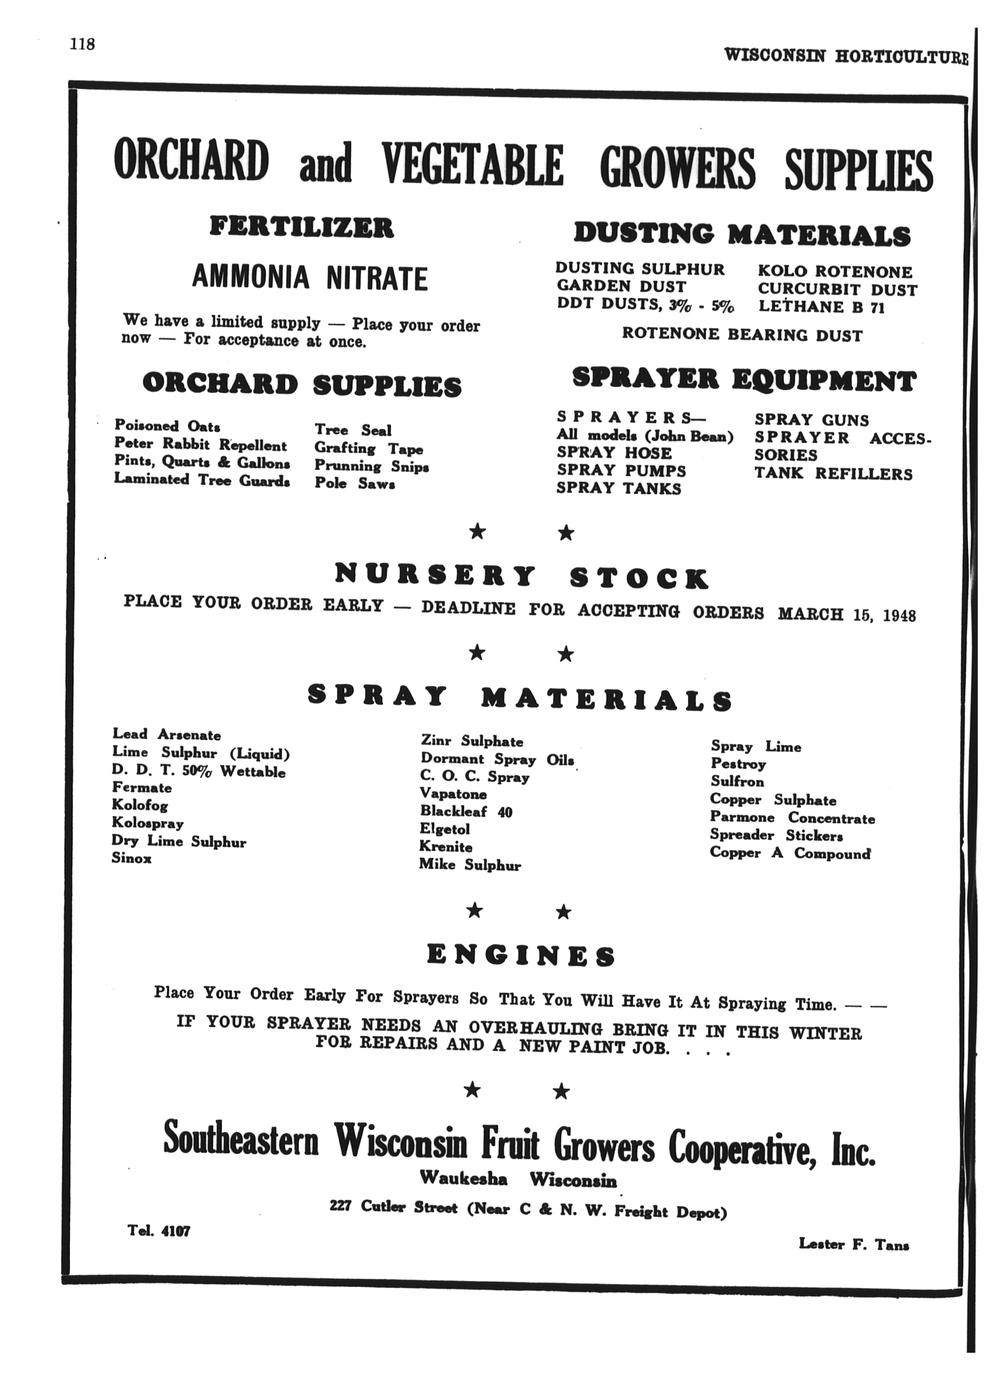 118
WISCONSIN HORTICULTURE
ORCHARD and VEGETABLE GROWERS SUPPLIES
FERTILIZER
AMMONIA NITRATE
We have a limited supply — Place your order
now — For acceptance at once.
ORCHARD SUPPLIES
Poisoned Oats
Peter Rabbit Repellent
Pints, Quarts & Gallons
Laminated Tree Guards
Tree Seal
Grafting Tape
Prunning Snips
Pole Saws
DUSTING MATERIALS
DUSTING SULPHUR
GARDEN DUST
DDT DUSTS, 3% - 5%
KOLO ROTENONE
CURCURBIT DUST
LETHANE B 71
ROTENONE BEARING DUST
SPRAYER EQUIPMENT
SPRAYERS—
All models (John Bean)
SPRAY HOSE
SPRAY PUMPS
SPRAY TANKS
SPRAY GUNS
SPRAYER ACCES-
SORIES
TANK REFILLERS
★ ★
NURSERY STOCK
PLACE YOUR ORDER EARLY — DEADLINE FOR ACCEPTING ORDERS MARCH 15, 1948
★ ★
SPRAY MATERIALS
Lead Arsenate
Lime Sulphur (Liquid)
D. D. T. 50% Wettable
Fermate
Kolofog
Kolospray
Dry Lime Sulphur
Sinox
Zinr Sulphate
Dormant Spray Oils
C. O. C. Spray
Vapatone
Blackleaf 40
Elgetol
Krenite
Mike Sulphur
Spray Lime
Pestroy
Sulfron
Copper Sulphate
Parmone Concentrate
Spreader Stickers
Copper A Compound
★ ★
ENGINES
Place Your Order Early For Sprayers So That You Will Have It At Spraying Time. — —
IF YOUR SPRAYER NEEDS AN OVERHAULING BRING IT IN THIS WINTER
FOR REPAIRS AND A NEW PAINT JOB. . . .
★ ★
Southeastern Wisconsin Fruit Growers Cooperative, Inc.
Waukesha Wisconsin
227 Cutler Street (Near C & N. W. Freight Depot)
Tel. 4107
Lester F. Tans